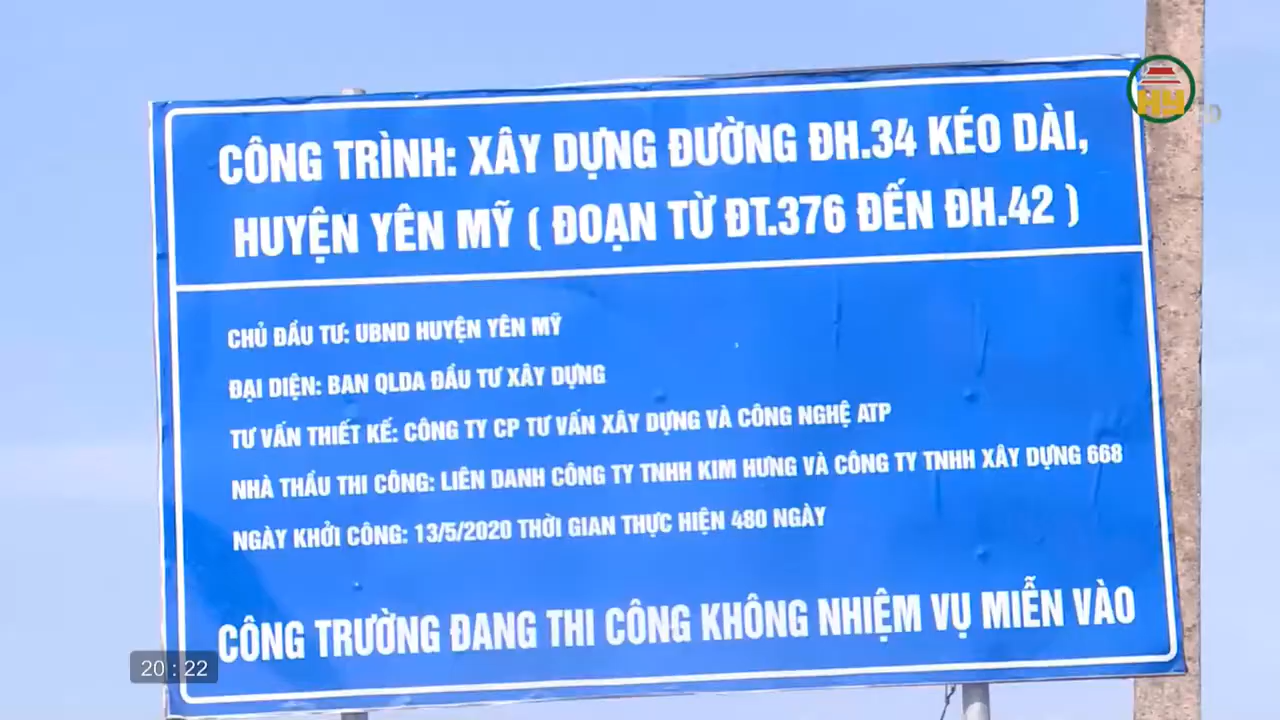 CÔNG TRÌNH: XÂY DỰNG ĐƯỜNG ĐH.34 KÉO DÀI,
HUYỆN YÊN MỸ ( ĐOẠN TỪ ĐT.376 ĐẾN ĐH.42 )
CHỦ ĐẦU TƯ: UBND HUYỆN YÊN MỸ
ĐẠI DIỆN: BAN QLDA ĐẦU TƯ XÂY DỰNG
TƯ VẤN THIẾT KẾ: CÔNG TY CP TƯ VẤN XÂY DỰNG VÀ CÔNG NGHỆ ATP
NHÀ THẦU THI CÔNG: LIÊN DANH CÔNG TY TNHH KIM HƯNG VÀ CÔNG TY TNHH XÂY DỰNG 668
NGÀY KHỞI CÔNG: 13/5/2020 THỜI GIAN THỰC HIỆN 480 NGÀY
CÔNG TRƯỜNG ĐANG THI CÔNG KHÔNG NHIỆM VỤ MIỄN VÀO
HY
20 : 22